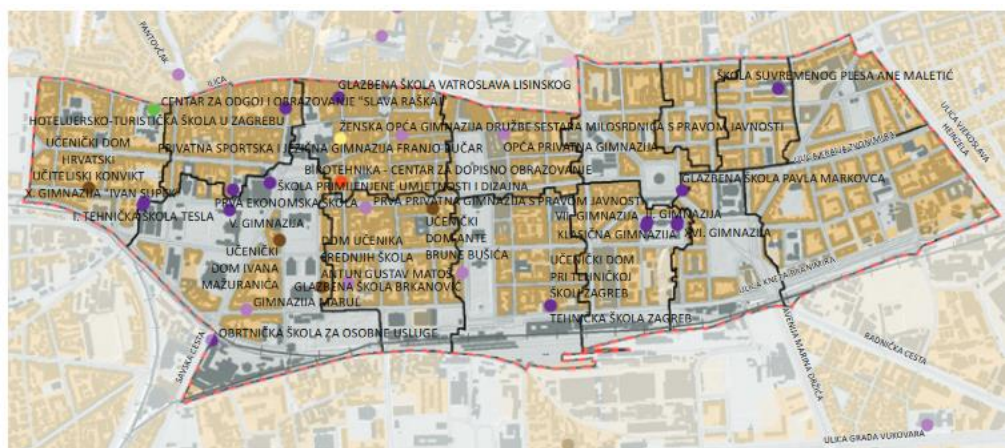 PANTOVČAK
ILICA
GLAZBENA ŠKOLA VATROSLAVA LISINSKOG
ŠKOLA SUVREMENOG PLESA ANE MALETIĆ
CENTAR ZA ODGOJ I OBRAZOVANJE "SLAVA RAŠKAJ"
HOTELIJERSKO-TURISTIČKA ŠKOLA U ZAGREBU
ŽENSKA OPĆA GIMNAZIJA DRUŽBE SESTARA MILOSRDNICA S PRAVOM JAVNOSTI
UČENIČKI DOM
HRVATSKI
UČITELJSKI KONVIKT
PRIVATNA SPORTSKA I JEZIČNA GIMNAZIJA FRANJO BUČAR
OPĆA PRIVATNA GIMNAZIJA
ULICA VJEKOSLAVA
HEINZELA
BIROTEHNIKA - CENTAR ZA DOPISNO OBRAZOVANJE
GLAZBENA ŠKOLA PAVLA MARKOVCA
ŠKOLA PRIMIJENJENE UMJETNOSTI I DIZAJNA
X. GIMNAZIJA "IVAN SUPEK"
PRVA EKONOMSKA ŠKOLA
PRVA PRIVATNA GIMNAZIJA S PRAVOM JAVNOSTI
I. TEHNIČKA ŠKOLA TESLA
V. GIMNAZIJA
VII. GIMNAZIJA
II. GIMNAZIJA
KLASIČNA GIMNAZIJA
XVI. GIMNAZIJA
UČENIČKI
DOM ANTE
BRUNE BUŠIĆA
UČENIČKI
DOM IVANA
MAŽURANIĆA
DOM UČENIKA
SREDNJIH ŠKOLA
ANTUN GUSTAV MATOŠ
UČENIČKI DOM
PRI TEHNIČKOJ
ŠKOLI ZAGREB
GLAZBENA ŠKOLA BRKANOVIĆ
ULICA KNEZA BRANIMIRA
GIMNAZIJA MARUL
TEHNIČKA ŠKOLA ZAGREB
OBRTNIČKA ŠKOLA ZA OSOBNE USLUGE
SAVSKA CESTA
AVENIJA MARINA DRŽIĆA
RADNIČKA CESTA
ULICA GRADA VUKOVARA